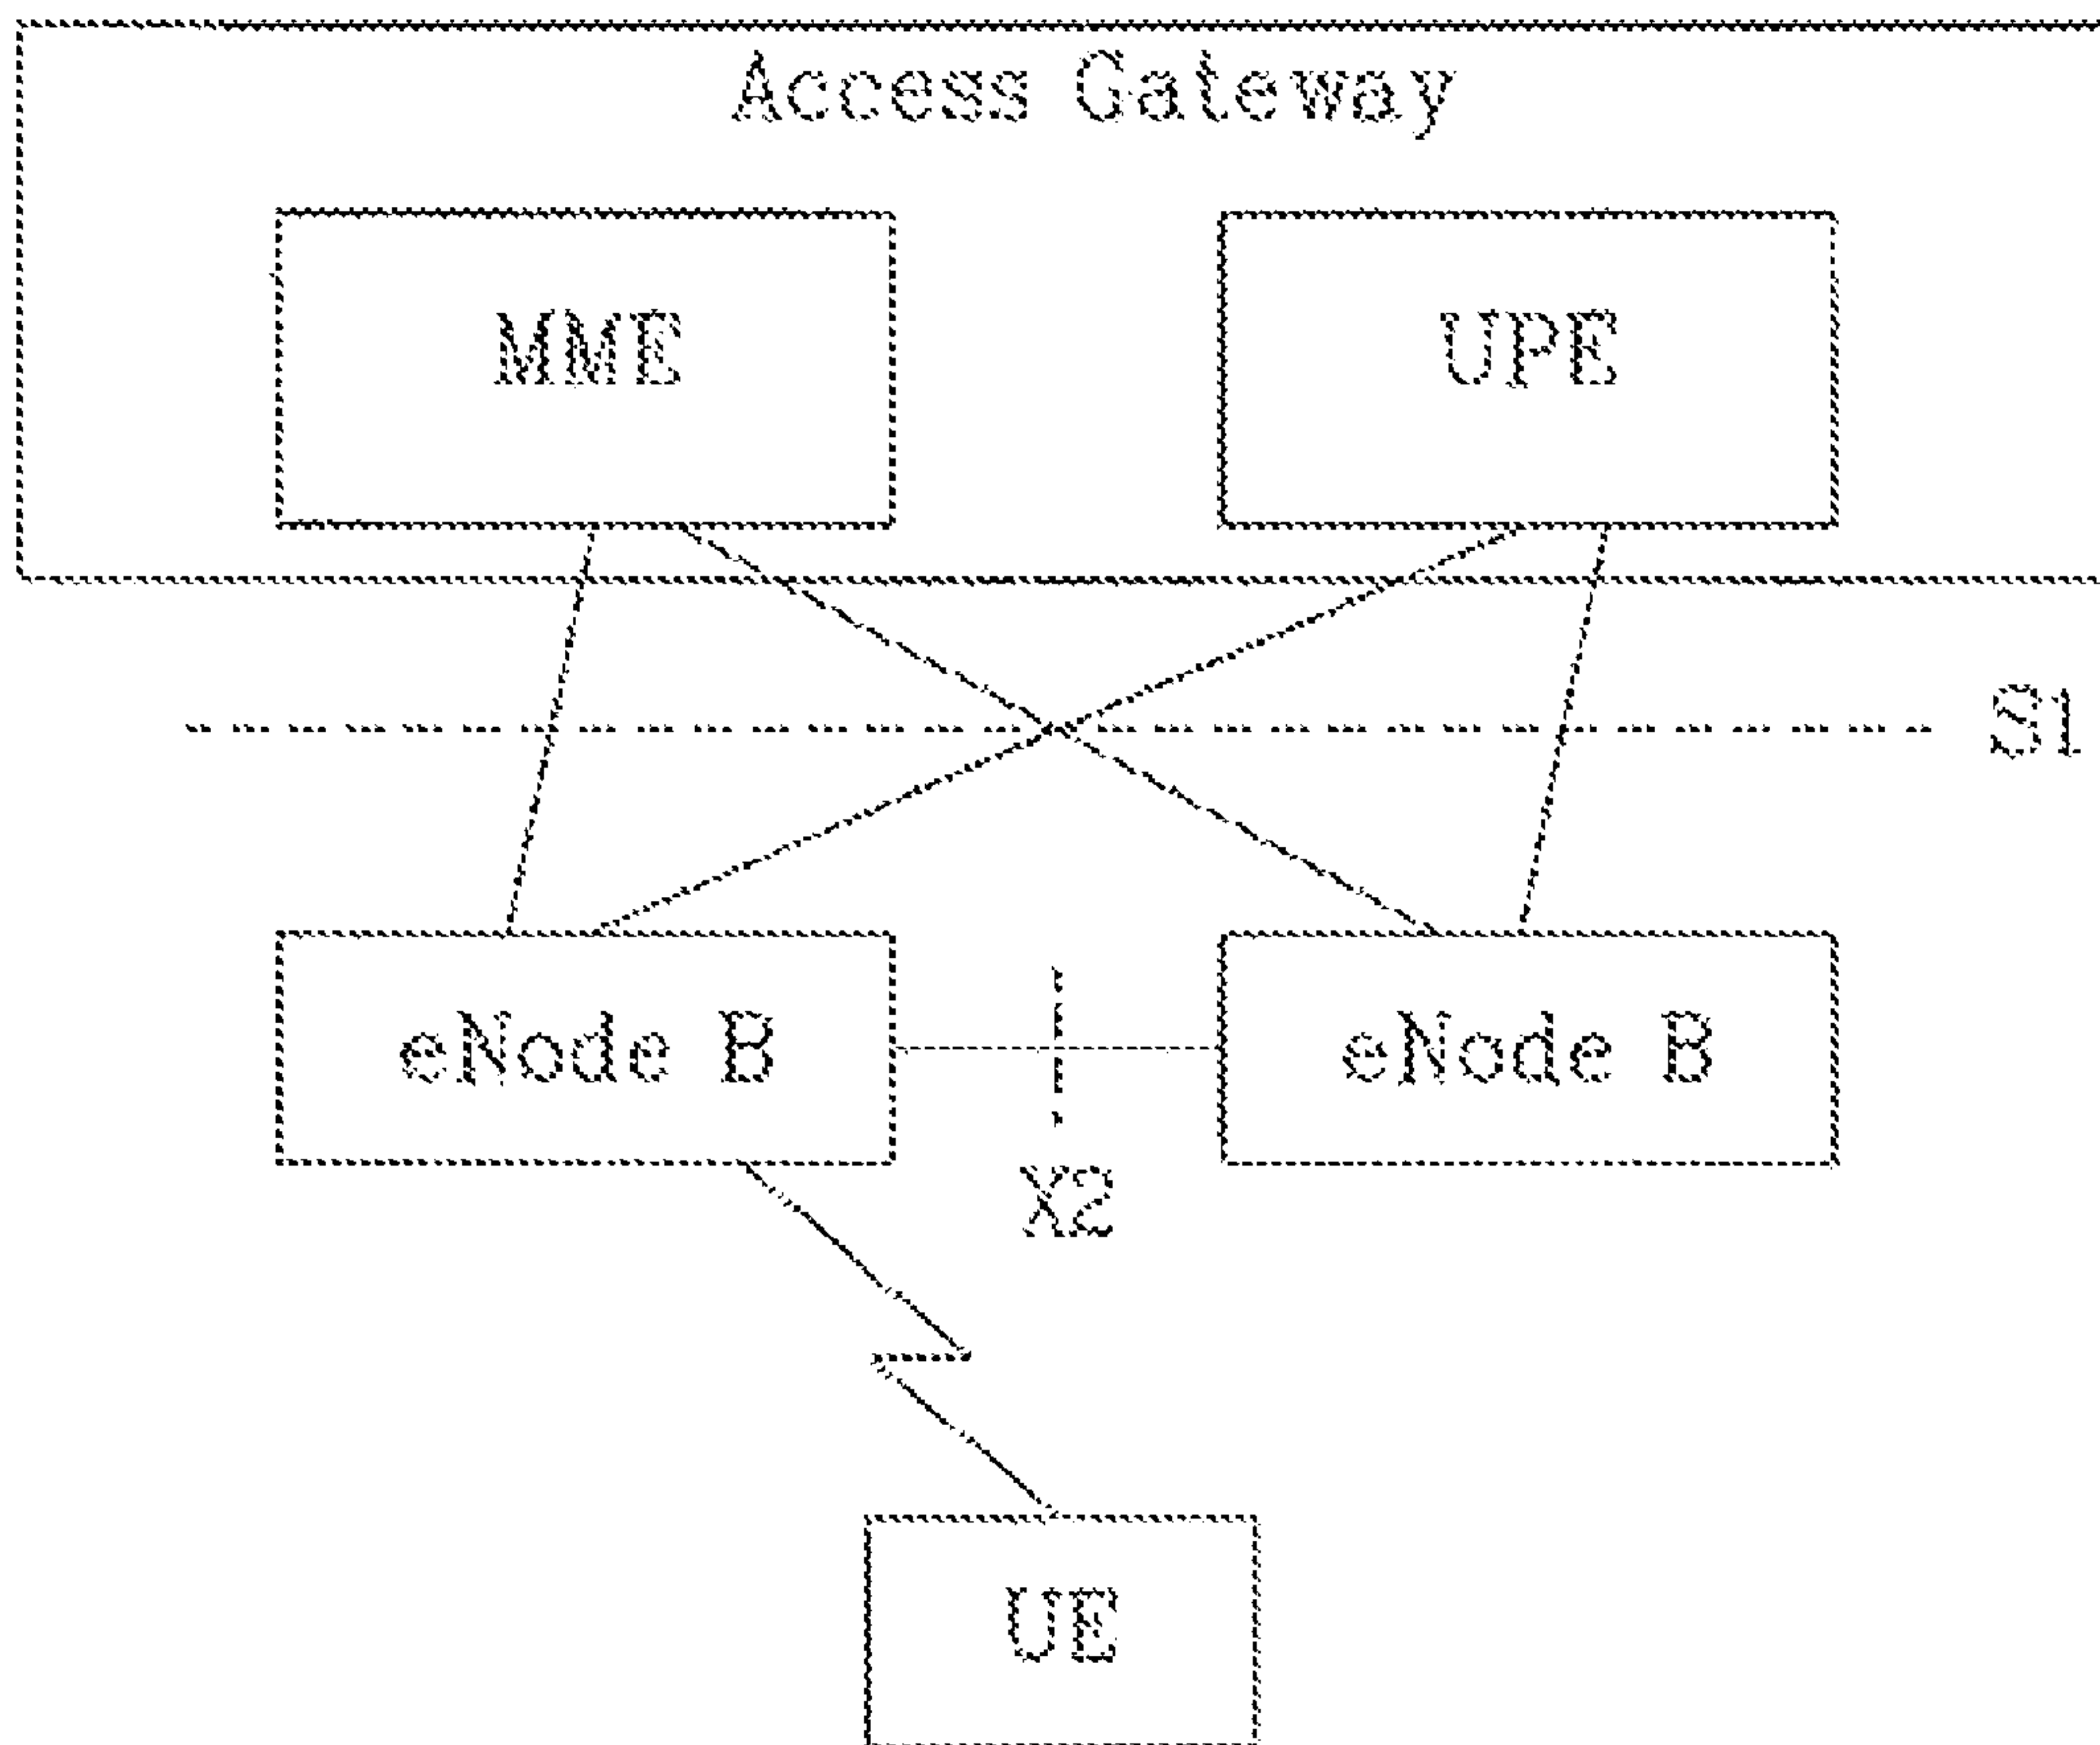 Access Gateway
MME
UPE
S1
eNode B
eNode B
X2
UE